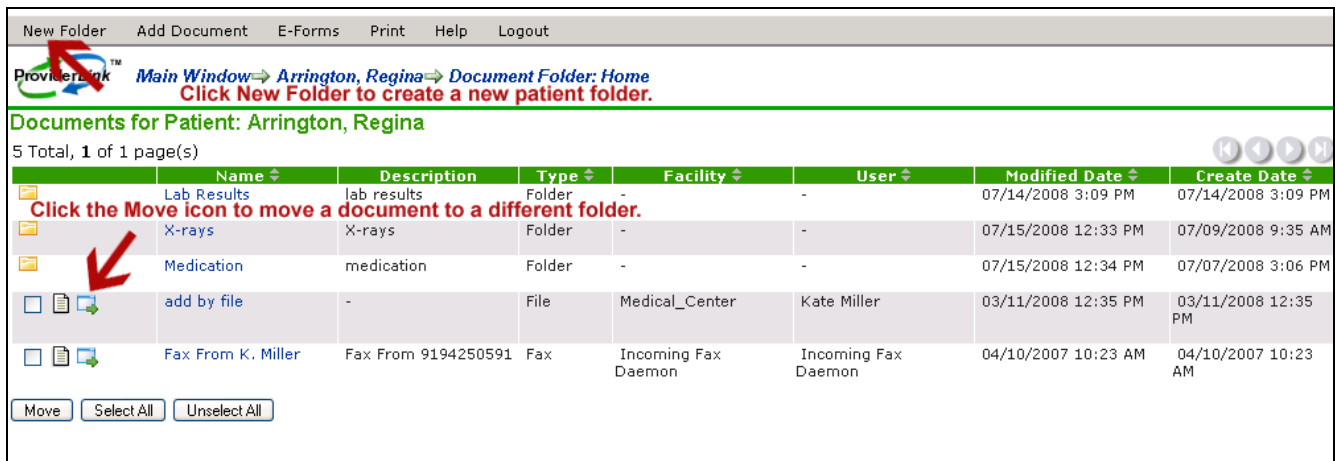 New Folder Add Document E-Forms Print Help Logout
ProviderLink™ Main Window⇒ Arrington, Regina⇒ Document Folder: Home
Click New Folder to create a new patient folder.
Documents for Patient: Arrington, Regina
5 Total, 1 of 1 page(s)
Name Description Type Facility User Modified Date Create Date
Lab Results lab results Folder - - 07/14/2008 3:09 PM 07/14/2008 3:09 PM
Click the Move icon to move a document to a different folder.
X-rays X-rays Folder - - 07/15/2008 12:33 PM 07/09/2008 9:35 AM
Medication medication Folder - - 07/15/2008 12:34 PM 07/07/2008 3:06 PM
add by file - File Medical_Center Kate Miller 03/11/2008 12:35 PM 03/11/2008 12:35
PM
Fax From K. Miller Fax From 9194250591 Fax Incoming Fax Incoming Fax 04/10/2007 10:23 AM 04/10/2007 10:23
Daemon Daemon AM
Move Select All Unselect All